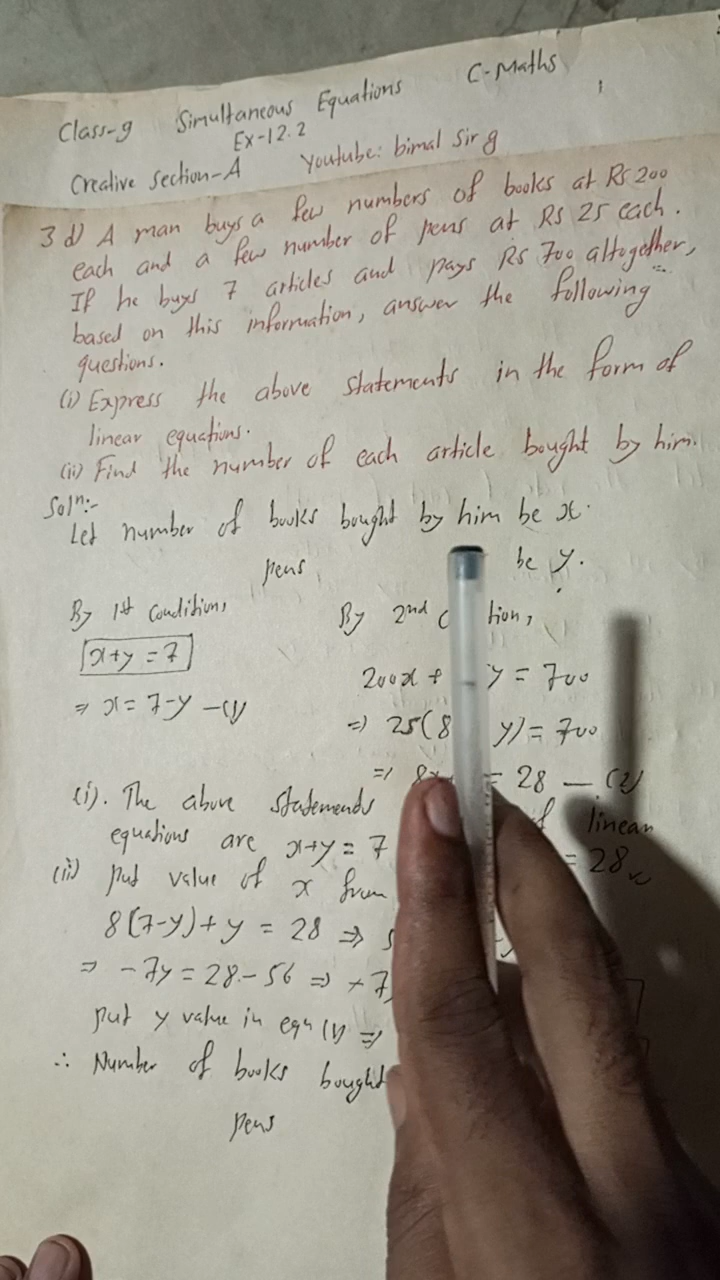 Class-9 Simultaneous Equations C-Maths
Ex-12.2
Creative Section-A Youtube: bimal Sir g
3 d) A man buys a few numbers of books at Rs 200
each and a few number of pens at Rs 25 each.
If he buys 7 articles and pays Rs 700 altogether,
based on this information, answer the following
questions.
(i) Express the above statements in the form of
linear equations.
(ii) Find the number of each article bought by him.
Soln:-
Let number of books bought by him be x.
pens be y.
By 1st condition, By 2nd c tion,
x+y = 7 200x + y = 700
⇒ x = 7-y -(1) ⇒ 25(8 y) = 700
⇒ 8x = 28 — (2)
(i). The above statements of linear
equations are x+y = 7 = 28
(ii) put value of x from
8(7-y) + y = 28 ⇒ 5
⇒ -7y = 28-56 ⇒ +7
put y value in eqn (1) ⇒
∴ Number of books bought
pens